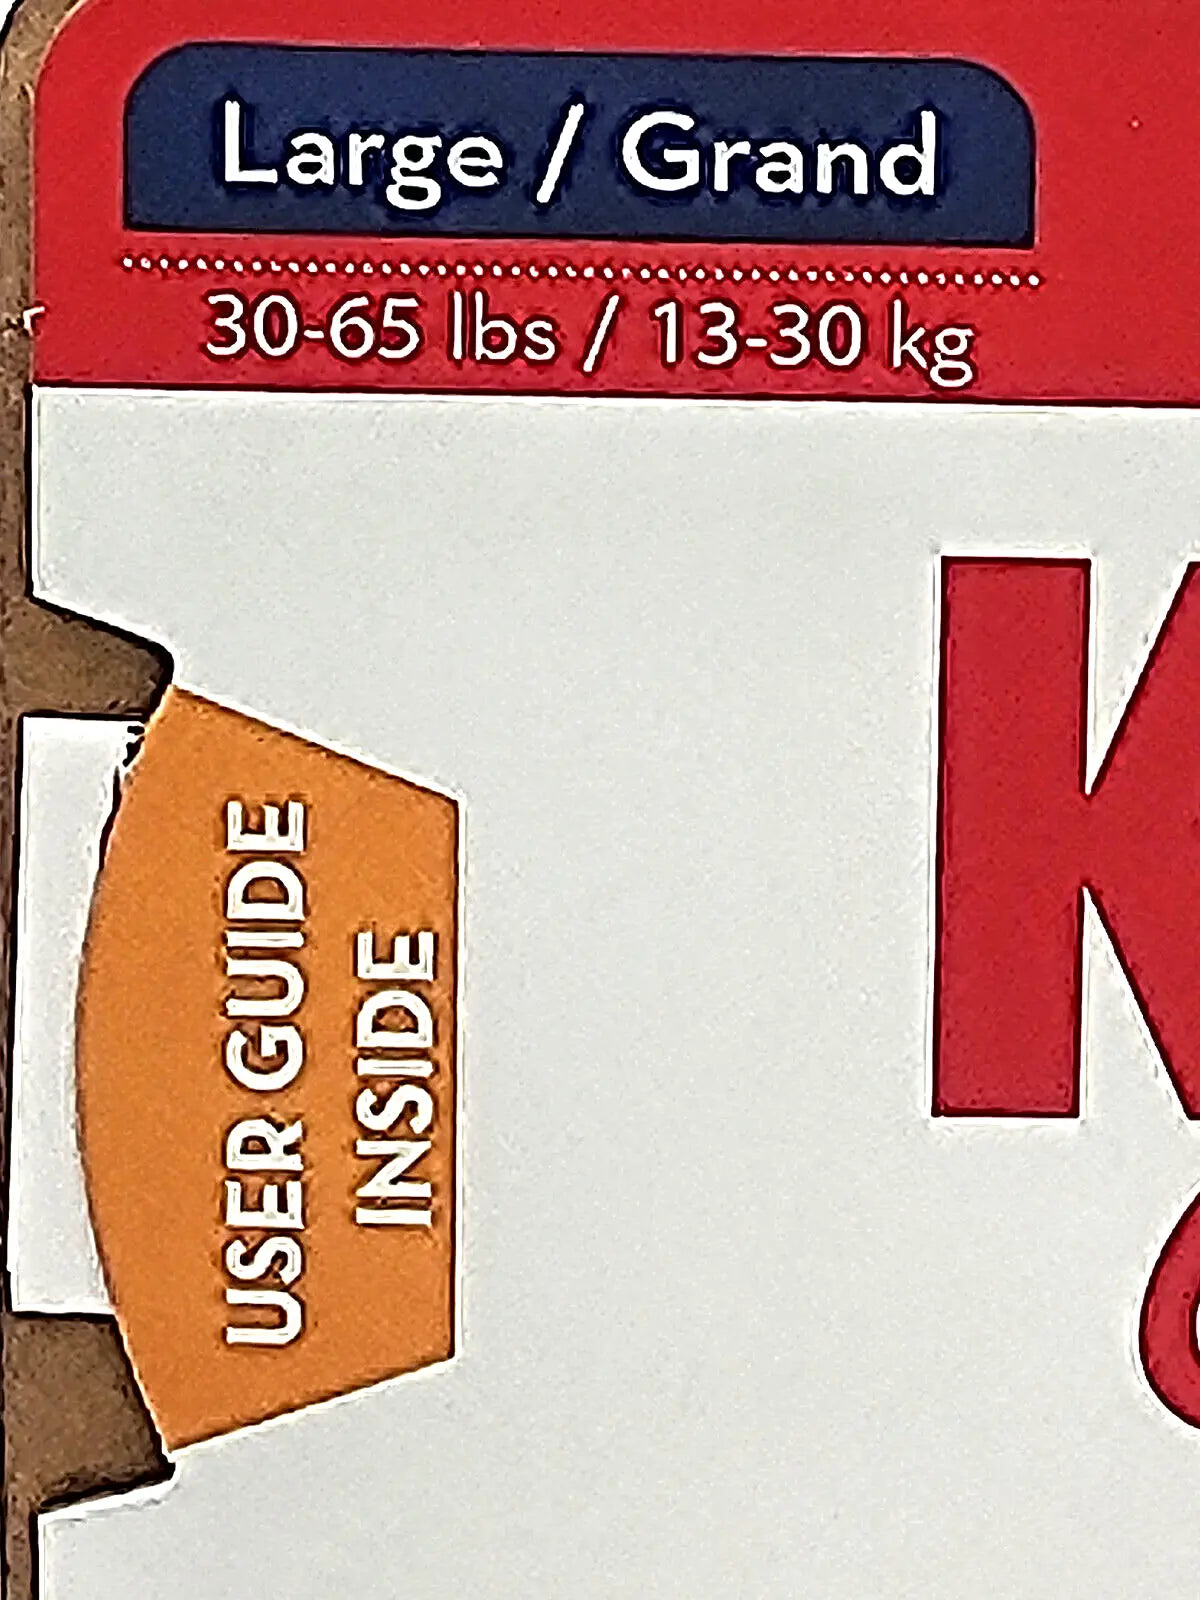 Large / Grand
30-65 lbs / 13-30 kg
K
USER GUIDE
INSIDE